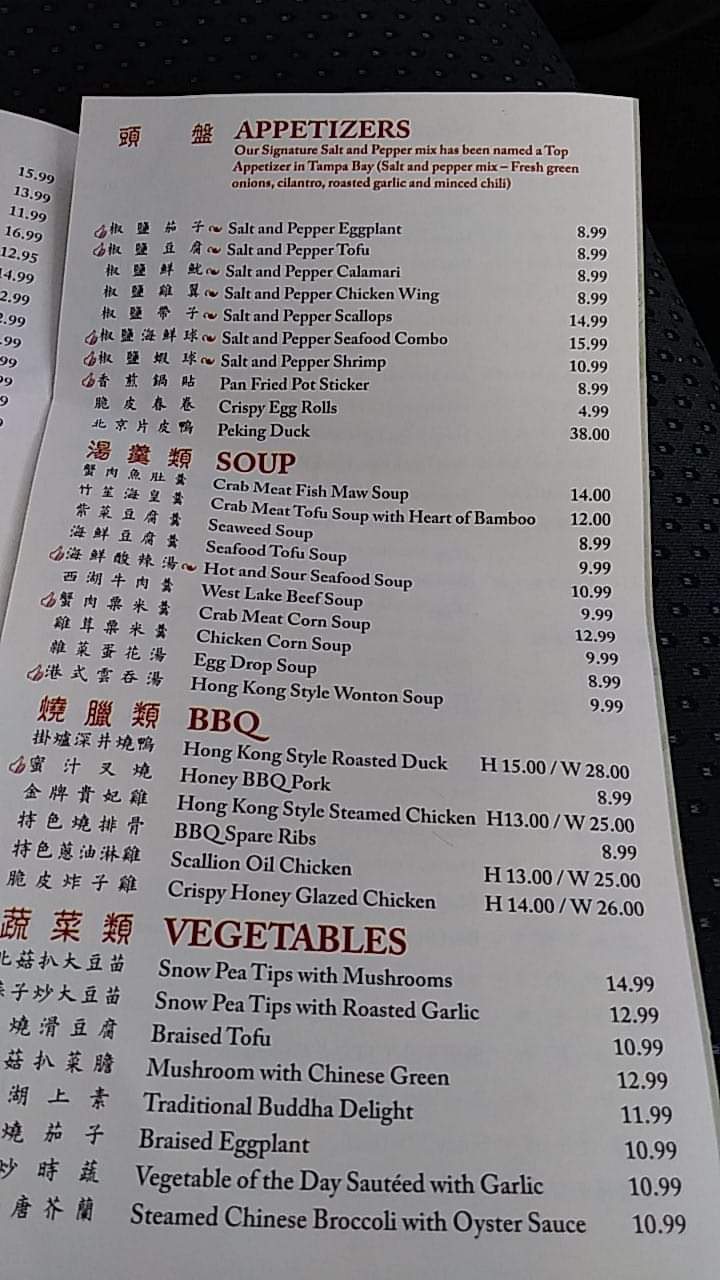 15.99
13.99
11.99
16.99
12.95
14.99
2.99
2.99
.99
99
99
9
頭 盤 APPETIZERS
Our Signature Salt and Pepper mix has been named a Top
Appetizer in Tampa Bay (Salt and pepper mix – Fresh green
onions, cilantro, roasted garlic and minced chili)
椒鹽茄子 Salt and Pepper Eggplant 8.99
椒鹽豆腐 Salt and Pepper Tofu 8.99
椒鹽鮮魷 Salt and Pepper Calamari 8.99
椒鹽雞翼 Salt and Pepper Chicken Wing 8.99
椒鹽帶子 Salt and Pepper Scallops 14.99
椒鹽海鮮球 Salt and Pepper Seafood Combo 15.99
椒鹽蝦球 Salt and Pepper Shrimp 10.99
香煎鍋貼 Pan Fried Pot Sticker 8.99
脆皮春卷 Crispy Egg Rolls 4.99
北京片皮鴨 Peking Duck 38.00
湯羹類 SOUP
蟹肉魚肚羹 Crab Meat Fish Maw Soup 14.00
竹笙海皇羹 Crab Meat Tofu Soup with Heart of Bamboo 12.00
紫菜豆腐羹 Seaweed Soup 8.99
海鮮豆腐羹 Seafood Tofu Soup 9.99
海鮮酸辣湯 Hot and Sour Seafood Soup 10.99
西湖牛肉羹 West Lake Beef Soup 9.99
蟹肉粟米羹 Crab Meat Corn Soup 12.99
雞茸粟米羹 Chicken Corn Soup 9.99
雜菜蛋花湯 Egg Drop Soup 8.99
港式雲吞湯 Hong Kong Style Wonton Soup 9.99
燒臘類 BBQ
掛爐深井燒鴨 Hong Kong Style Roasted Duck H 15.00 / W 28.00
蜜汁叉燒 Honey BBQ Pork 8.99
金牌貴妃雞 Hong Kong Style Steamed Chicken H13.00 / W 25.00
特色燒排骨 BBQ Spare Ribs 8.99
特色蔥油淋雞 Scallion Oil Chicken H 13.00 / W 25.00
脆皮炸子雞 Crispy Honey Glazed Chicken H 14.00 / W 26.00
蔬菜類 VEGETABLES
菇扒大豆苗 Snow Pea Tips with Mushrooms 14.99
子炒大豆苗 Snow Pea Tips with Roasted Garlic 12.99
燒滑豆腐 Braised Tofu 10.99
菇扒菜膽 Mushroom with Chinese Green 12.99
湖上素 Traditional Buddha Delight 11.99
燒茄子 Braised Eggplant 10.99
炒時蔬 Vegetable of the Day Sautéed with Garlic 10.99
唐芥蘭 Steamed Chinese Broccoli with Oyster Sauce 10.99